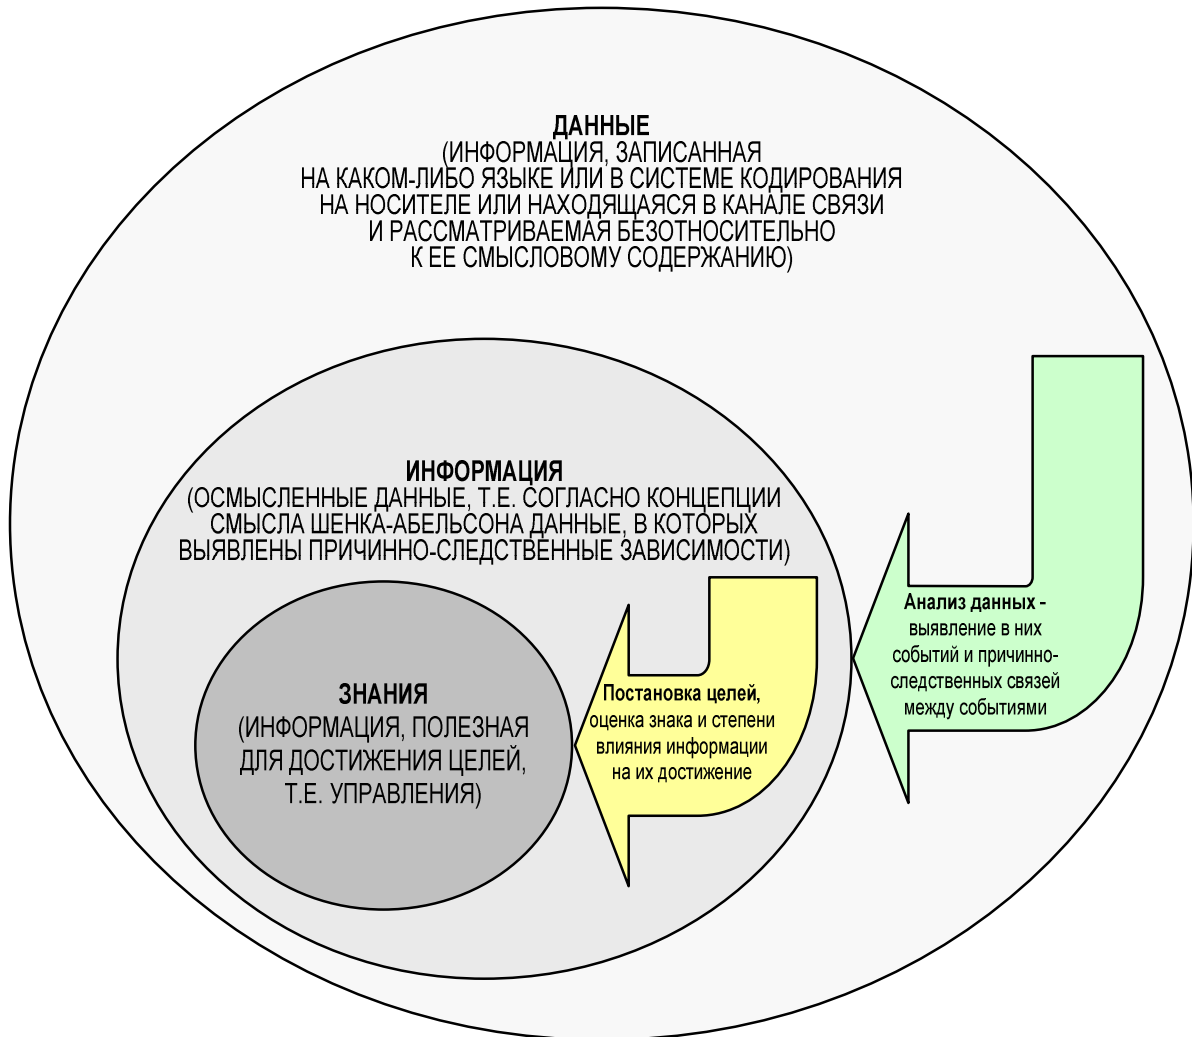 ДАННЫЕ
(ИНФОРМАЦИЯ, ЗАПИСАННАЯ
НА КАКОМ-ЛИБО ЯЗЫКЕ ИЛИ В СИСТЕМЕ КОДИРОВАНИЯ
НА НОСИТЕЛЕ ИЛИ НАХОДЯЩАЯСЯ В КАНАЛЕ СВЯЗИ
И РАССМАТРИВАЕМАЯ БЕЗОТНОСИТЕЛЬНО
К ЕЕ СМЫСЛОВОМУ СОДЕРЖАНИЮ)
ИНФОРМАЦИЯ
(ОСМЫСЛЕННЫЕ ДАННЫЕ, Т.Е. СОГЛАСНО КОНЦЕПЦИИ
СМЫСЛА ШЕНКА-АБЕЛЬСОНА ДАННЫЕ, В КОТОРЫХ
ВЫЯВЛЕНЫ ПРИЧИННО-СЛЕДСТВЕННЫЕ ЗАВИСИМОСТИ)
Анализ данных -
выявление в них
событий и причинно-
следственных связей
между событиями
Постановка целей,
оценка знака и степени
влияния информации
на их достижение
ЗНАНИЯ
(ИНФОРМАЦИЯ, ПОЛЕЗНАЯ
ДЛЯ ДОСТИЖЕНИЯ ЦЕЛЕЙ,
Т.Е. УПРАВЛЕНИЯ)